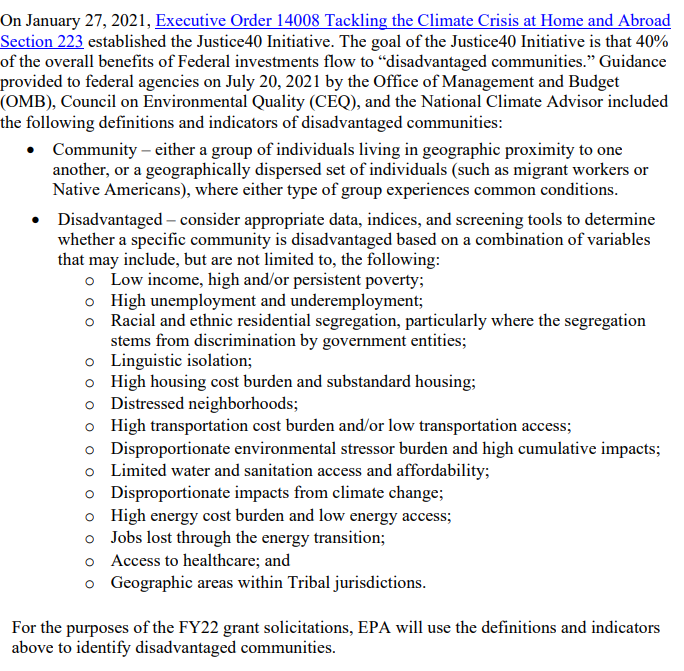 On January 27, 2021, Executive Order 14008 Tackling the Climate Crisis at Home and Abroad
Section 223 established the Justice40 Initiative. The goal of the Justice40 Initiative is that 40%
of the overall benefits of Federal investments flow to “disadvantaged communities.” Guidance
provided to federal agencies on July 20, 2021 by the Office of Management and Budget
(OMB), Council on Environmental Quality (CEQ), and the National Climate Advisor included
the following definitions and indicators of disadvantaged communities:
• Community – either a group of individuals living in geographic proximity to one
another, or a geographically dispersed set of individuals (such as migrant workers or
Native Americans), where either type of group experiences common conditions.
• Disadvantaged – consider appropriate data, indices, and screening tools to determine
whether a specific community is disadvantaged based on a combination of variables
that may include, but are not limited to, the following:
o Low income, high and/or persistent poverty;
o High unemployment and underemployment;
o Racial and ethnic residential segregation, particularly where the segregation
stems from discrimination by government entities;
o Linguistic isolation;
o High housing cost burden and substandard housing;
o Distressed neighborhoods;
o High transportation cost burden and/or low transportation access;
o Disproportionate environmental stressor burden and high cumulative impacts;
o Limited water and sanitation access and affordability;
o Disproportionate impacts from climate change;
o High energy cost burden and low energy access;
o Jobs lost through the energy transition;
o Access to healthcare; and
o Geographic areas within Tribal jurisdictions.
For the purposes of the FY22 grant solicitations, EPA will use the definitions and indicators
above to identify disadvantaged communities.